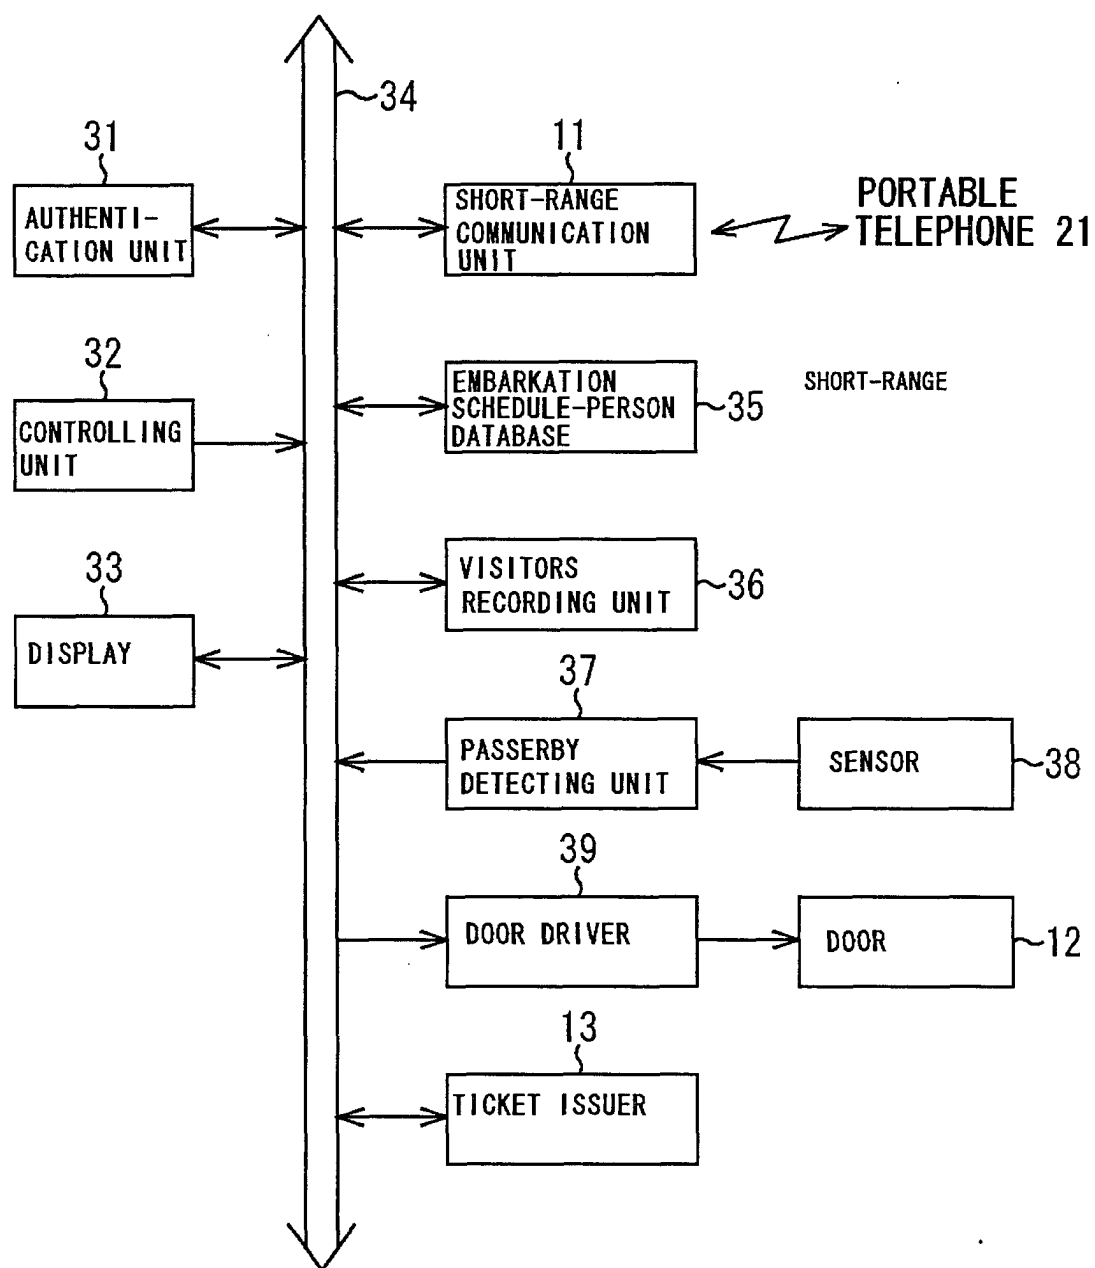 34
31
AUTHENTI-
CATION UNIT
11
SHORT-RANGE
COMMUNICATION
UNIT
PORTABLE
TELEPHONE 21
32
CONTROLLING
UNIT
EMBARKATION
SCHEDULE-PERSON
DATABASE
35
SHORT-RANGE
33
DISPLAY
VISITORS
RECORDING UNIT
36
37
PASSERBY
DETECTING UNIT
SENSOR
38
39
DOOR DRIVER
DOOR
12
13
TICKET ISSUER